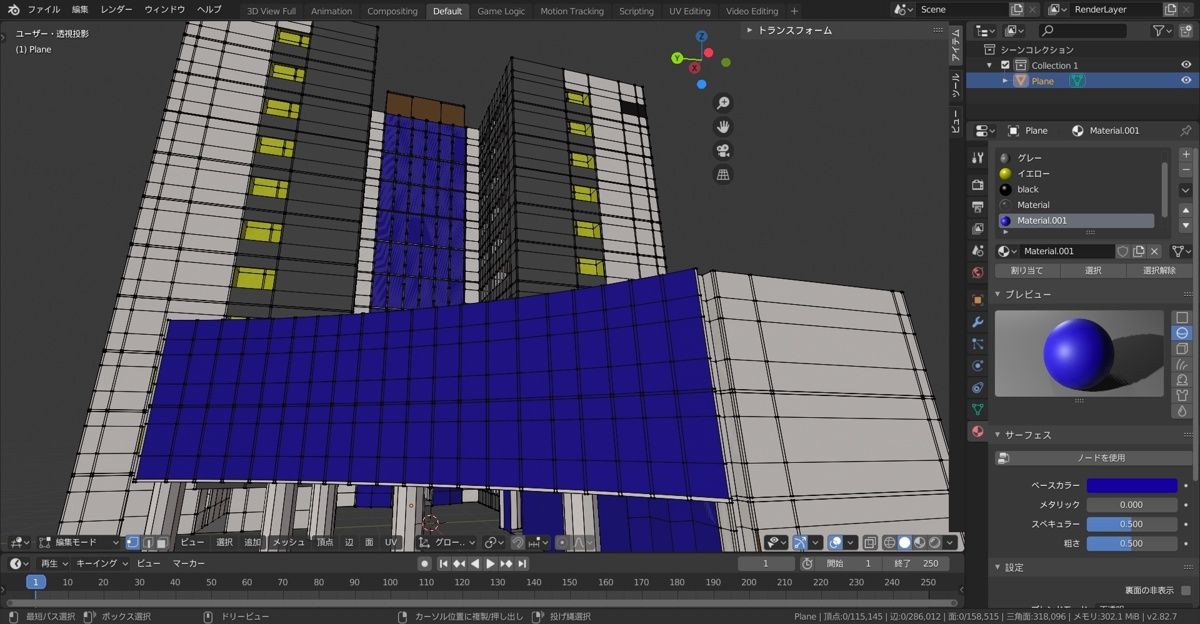 ファイル 編集 レンダー ウィンドウ ヘルプ 3D View Full Animation Compositing Default Game Logic Motion Tracking Scripting UV Editing Video Editing + Scene RenderLayer
ユーザー・透視投影
(1) Plane
トランスフォーム
Z
Y
X
アイテム
ツール
ビュー
シーンコレクション
Collection 1
Plane
Plane Material.001
グレー
イエロー
black
Material
Material.001
Material.001
割り当て 選択 選択解除
プレビュー
サーフェス
ノードを使用
ベースカラー
メタリック 0.000
スペキュラー 0.500
粗さ 0.500
設定
裏面の非表示
編集モード ビュー 選択 追加 メッシュ 頂点 辺 面 UV グロー..
再生 キーイング ビュー マーカー 1 開始 1 終了 250
1 10 20 30 40 50 60 70 80 90 100 110 120 130 140 150 160 170 180 190 200 210 220 230 240 250
最短パス選択 ボックス選択 ドリービュー カーソル位置に複製/押し出し 投げ縄選択 Plane | 頂点:0/115,145 | 辺:0/286,012 | 面:0/158,515 | 三角面:318,096 | メモリ:302.1 MiB | v2.82.7